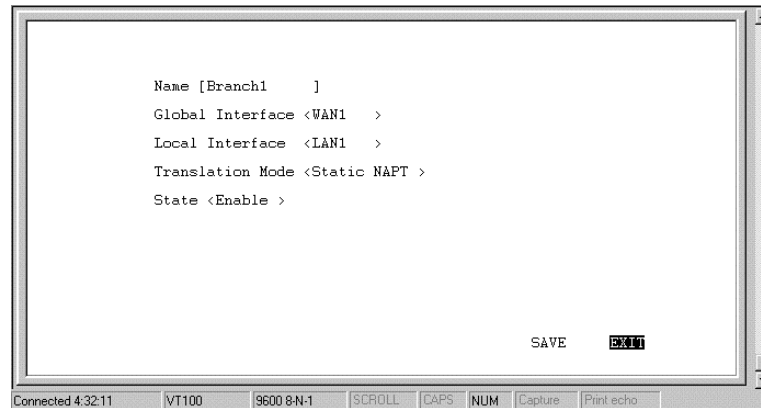 Name [Branch1      ]
Global Interface <WAN1   >
Local Interface  <LAN1   >
Translation Mode <Static NAPT >
State <Enable >
SAVE    EXIT
Connected 4:32:11    VT100    9600 8-N-1    SCROLL    CAPS    NUM    Capture    Print echo